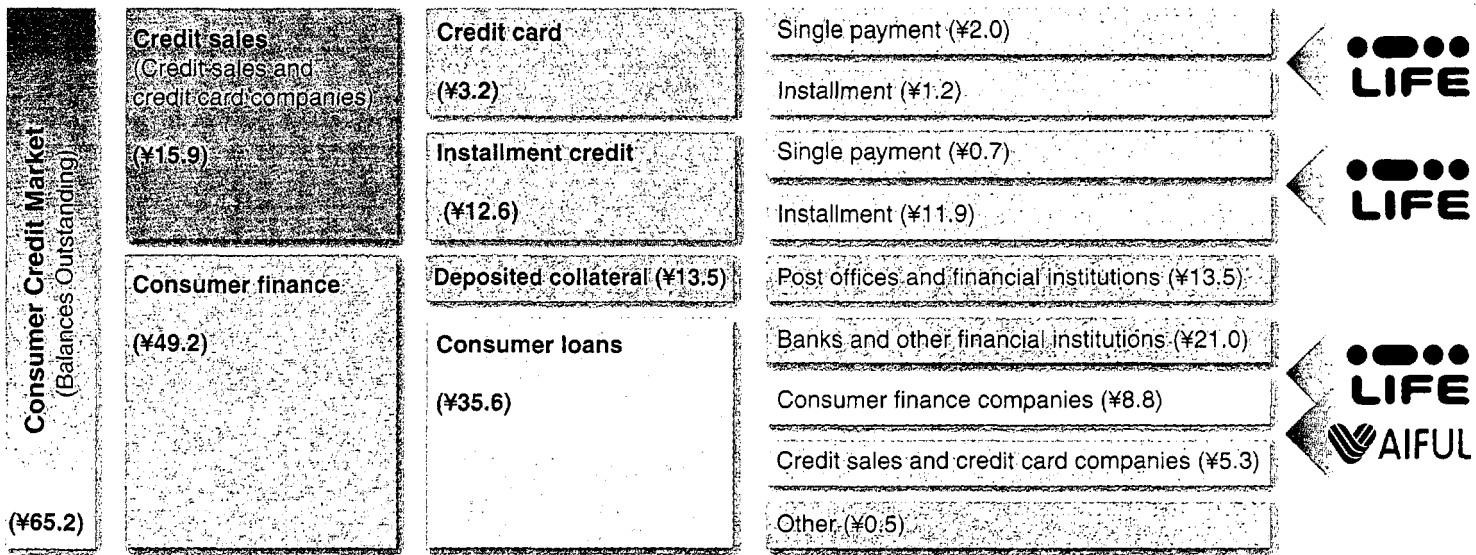 Consumer Credit Market
(Balances Outstanding)
(¥65.2)
Credit sales
(Credit sales and
credit card companies)
(¥15.9)
Consumer finance
(¥49.2)
Credit card
(¥3.2)
Installment credit
(¥12.6)
Deposited collateral (¥13.5)
Consumer loans
(¥35.6)
Single payment (¥2.0)
Installment (¥1.2)
Single payment (¥0.7)
Installment (¥11.9)
Post offices and financial institutions (¥13.5)
Banks and other financial institutions (¥21.0)
Consumer finance companies (¥8.8)
Credit sales and credit card companies (¥5.3)
Other (¥0.5)
LIFE
LIFE
LIFE
AIFUL